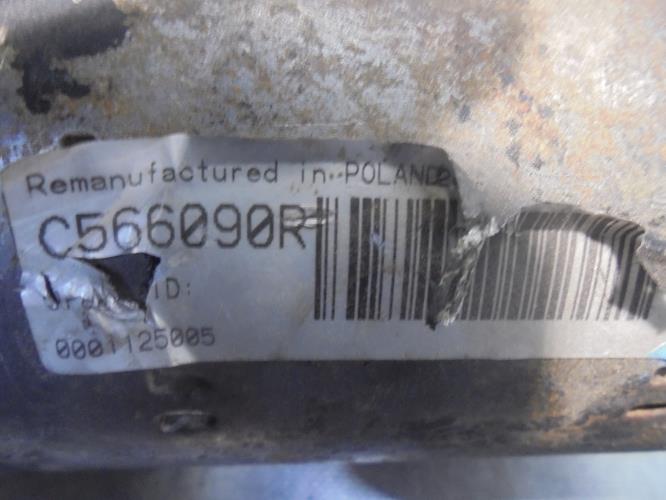 Remanufactured in POLAND
C566090R
ID:
0001125005